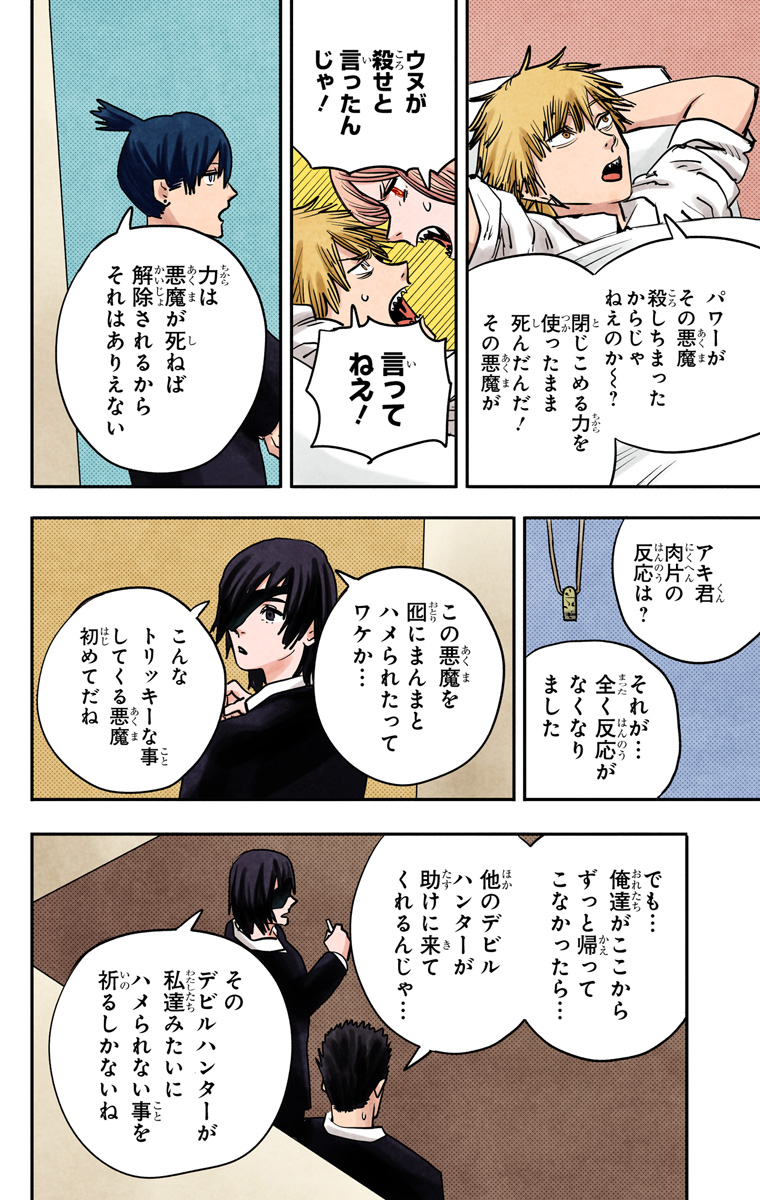 パワーが
その悪魔
殺しちまった
からじゃ
ねえのか〜?
閉じこめる力を
使ったまま
死んだんだ!
その悪魔が
ウヌが
殺せと
言ったん
じゃ!
言って
ねえ!
力は
悪魔が死ねば
解除されるから
それはありえない
アキ君
肉片の
反応は?
それが…
全く反応が
なくなり
ました
この悪魔を
囮にまんまと
ハメられたって
ワケか…
こんな
トリッキーな事
してくる悪魔
初めてだね
でも…
俺達がここから
ずっと帰って
こなかったら…
他のデビル
ハンターが
助けに来て
くれるんじゃ…
その
デビルハンターが
私達みたいに
ハメられない事を
祈るしかないね